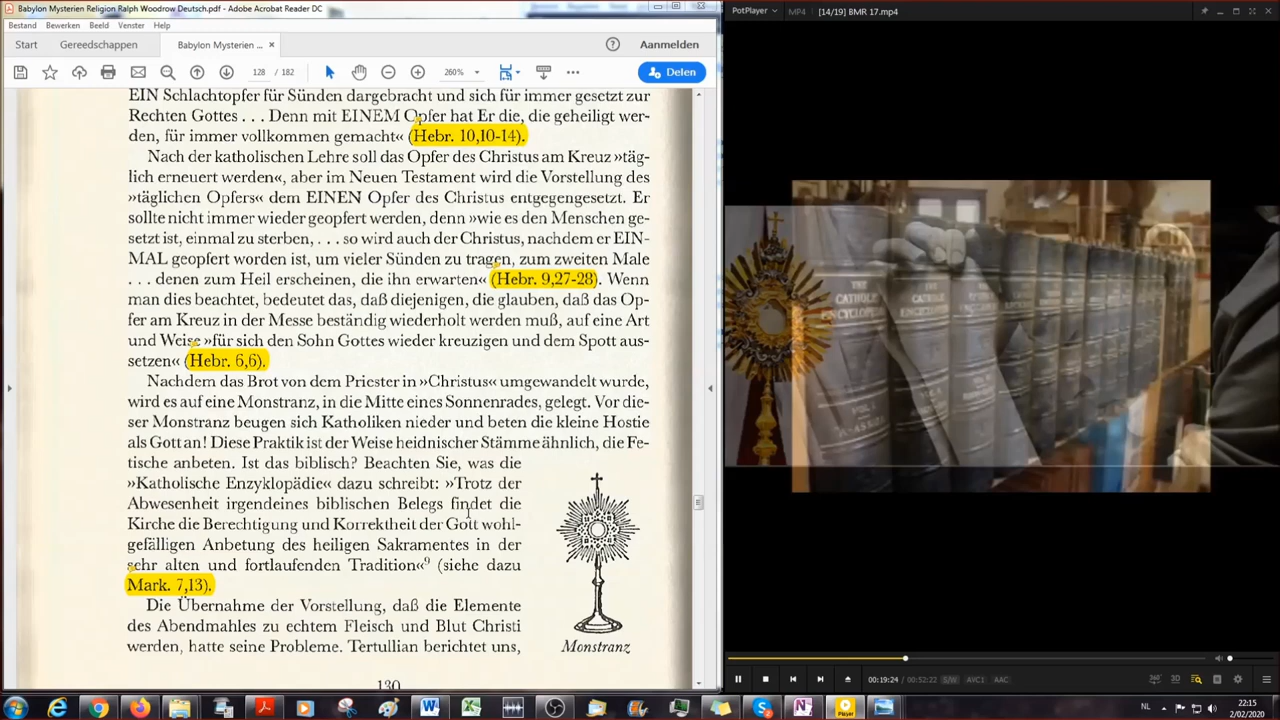 Babylon Mysterien Religion Ralph Woodrow Deutsch.pdf - Adobe Acrobat Reader DC
Bestand Bewerken Beeld Venster Help
Start Gereedschappen Babylon Mysterien ... × Aanmelden
128 / 182 260% Delen
EIN Schlachtopfer für Sünden dargebracht und sich für immer gesetzt zur
Rechten Gottes . . . Denn mit EINEM Opfer hat Er die, die geheiligt wer-
den, für immer vollkommen gemacht« (Hebr. 10,10-14).
Nach der katholischen Lehre soll das Opfer des Christus am Kreuz »täg-
lich erneuert werden«, aber im Neuen Testament wird die Vorstellung des
»täglichen Opfers« dem EINEN Opfer des Christus entgegengesetzt. Er
sollte nicht immer wieder geopfert werden, denn »wie es den Menschen ge-
setzt ist, einmal zu sterben, . . . so wird auch der Christus, nachdem er EIN-
MAL geopfert worden ist, um vieler Sünden zu tragen, zum zweiten Male
. . . denen zum Heil erscheinen, die ihn erwarten« (Hebr. 9,27-28). Wenn
man dies beachtet, bedeutet das, daß diejenigen, die glauben, daß das Op-
fer am Kreuz in der Messe beständig wiederholt werden muß, auf eine Art
und Weise »für sich den Sohn Gottes wieder kreuzigen und dem Spott aus-
setzen« (Hebr. 6,6).
Nachdem das Brot von dem Priester in »Christus« umgewandelt wurde,
wird es auf eine Monstranz, in die Mitte eines Sonnenrades, gelegt. Vor die-
ser Monstranz beugen sich Katholiken nieder und beten die kleine Hostie
als Gott an! Diese Praktik ist der Weise heidnischer Stämme ähnlich, die Fe-
tische anbeten. Ist das biblisch? Beachten Sie, was die
»Katholische Enzyklopädie« dazu schreibt: »Trotz der
Abwesenheit irgendeines biblischen Belegs findet die
Kirche die Berechtigung und Korrektheit der Gott wohl-
gefälligen Anbetung des heiligen Sakramentes in der
sehr alten und fortlaufenden Tradition«⁹ (siehe dazu
Mark. 7,13).
Die Übernahme der Vorstellung, daß die Elemente
des Abendmahles zu echtem Fleisch und Blut Christi
werden, hatte seine Probleme. Tertullian berichtet uns,
Monstranz
130
PotPlayer MP4 [14/19] BMR 17.mp4
THE CATHOLIC
THE CATHOLIC
00:19:24 / 00:52:22 S/W AVC1 AAC
360° 3D
NL 22:15
2/02/2020